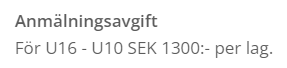 Anmälningsavgift
För U16 - U10 SEK 1300:- per lag.